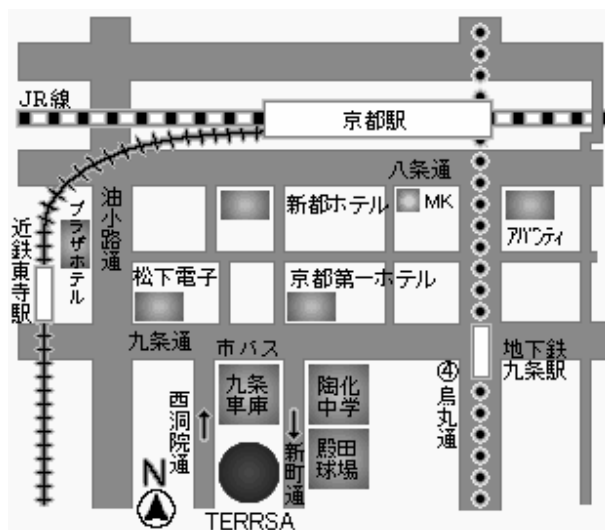 JR線
京都駅
八条通
油小路通
プラザホテル
新都ホテル
MK
アバンティ
近鉄東寺駅
松下電子
京都第一ホテル
九条通
市バス
九条
車庫
陶化
中学
地下鉄
九条駅
④烏丸通
西洞院通
新町通
殿田
球場
N
TERRSA